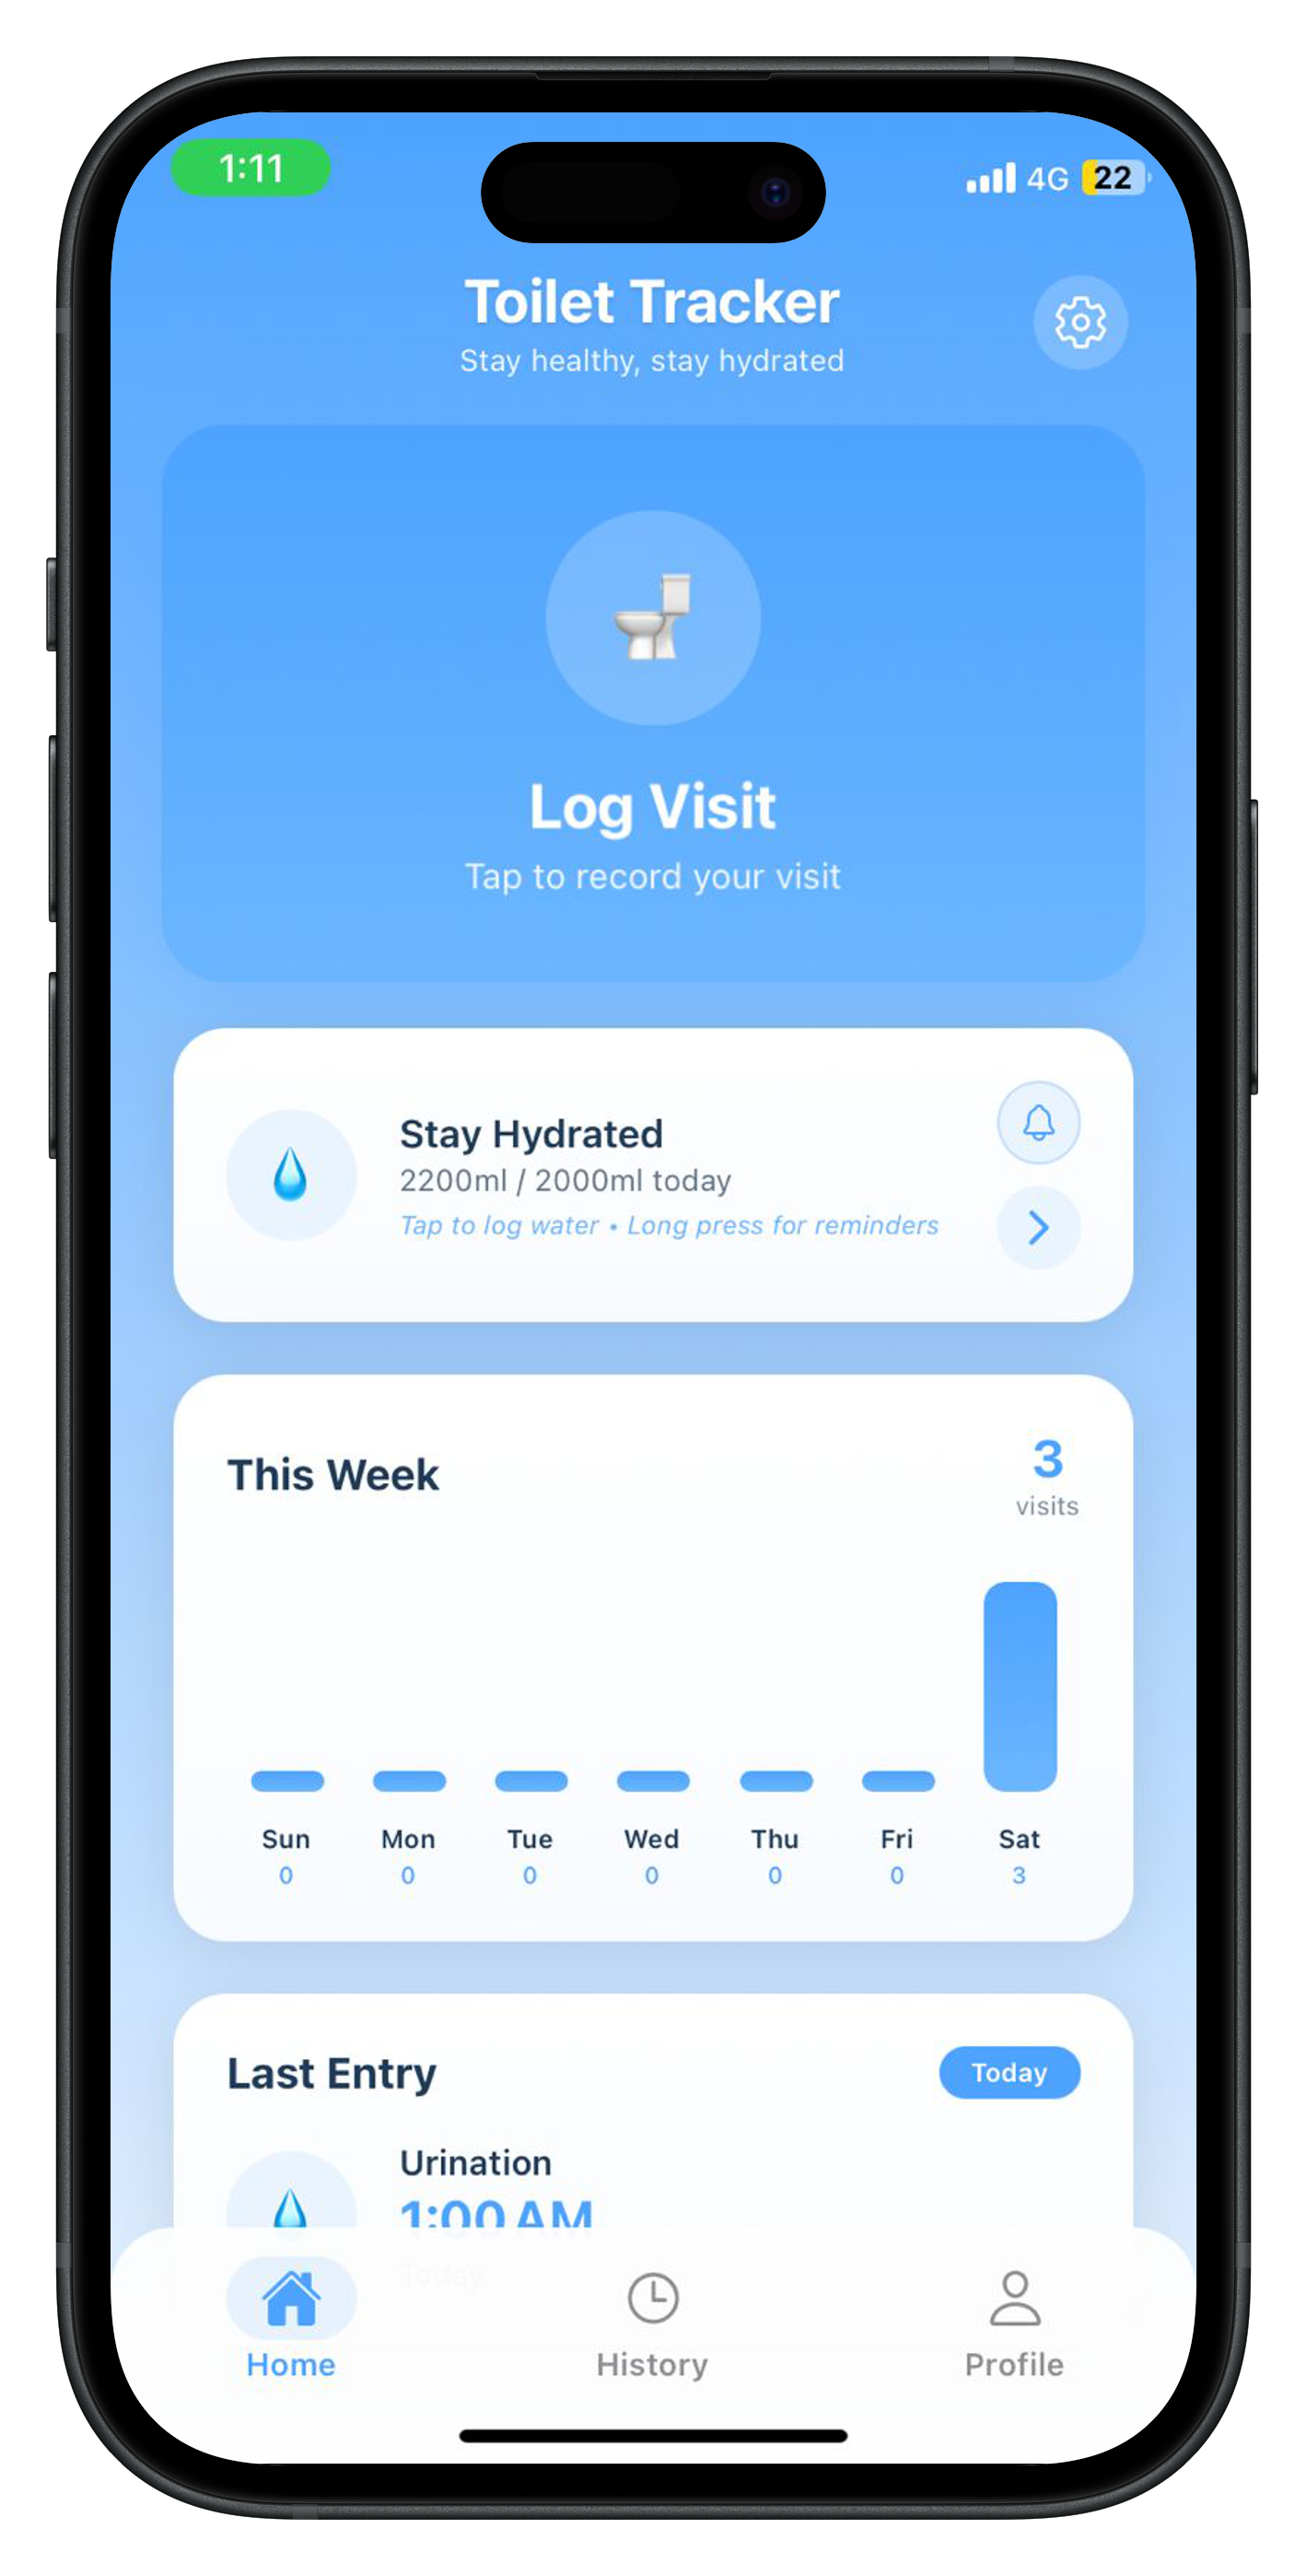 1:11
4G 22
Toilet Tracker
Stay healthy, stay hydrated
Log Visit
Tap to record your visit
Stay Hydrated
2200ml / 2000ml today
Tap to log water • Long press for reminders
This Week
3
visits
Sun Mon Tue Wed Thu Fri Sat
0 0 0 0 0 0 3
Last Entry
Today
Urination
1:00 AM
Today
Home History Profile